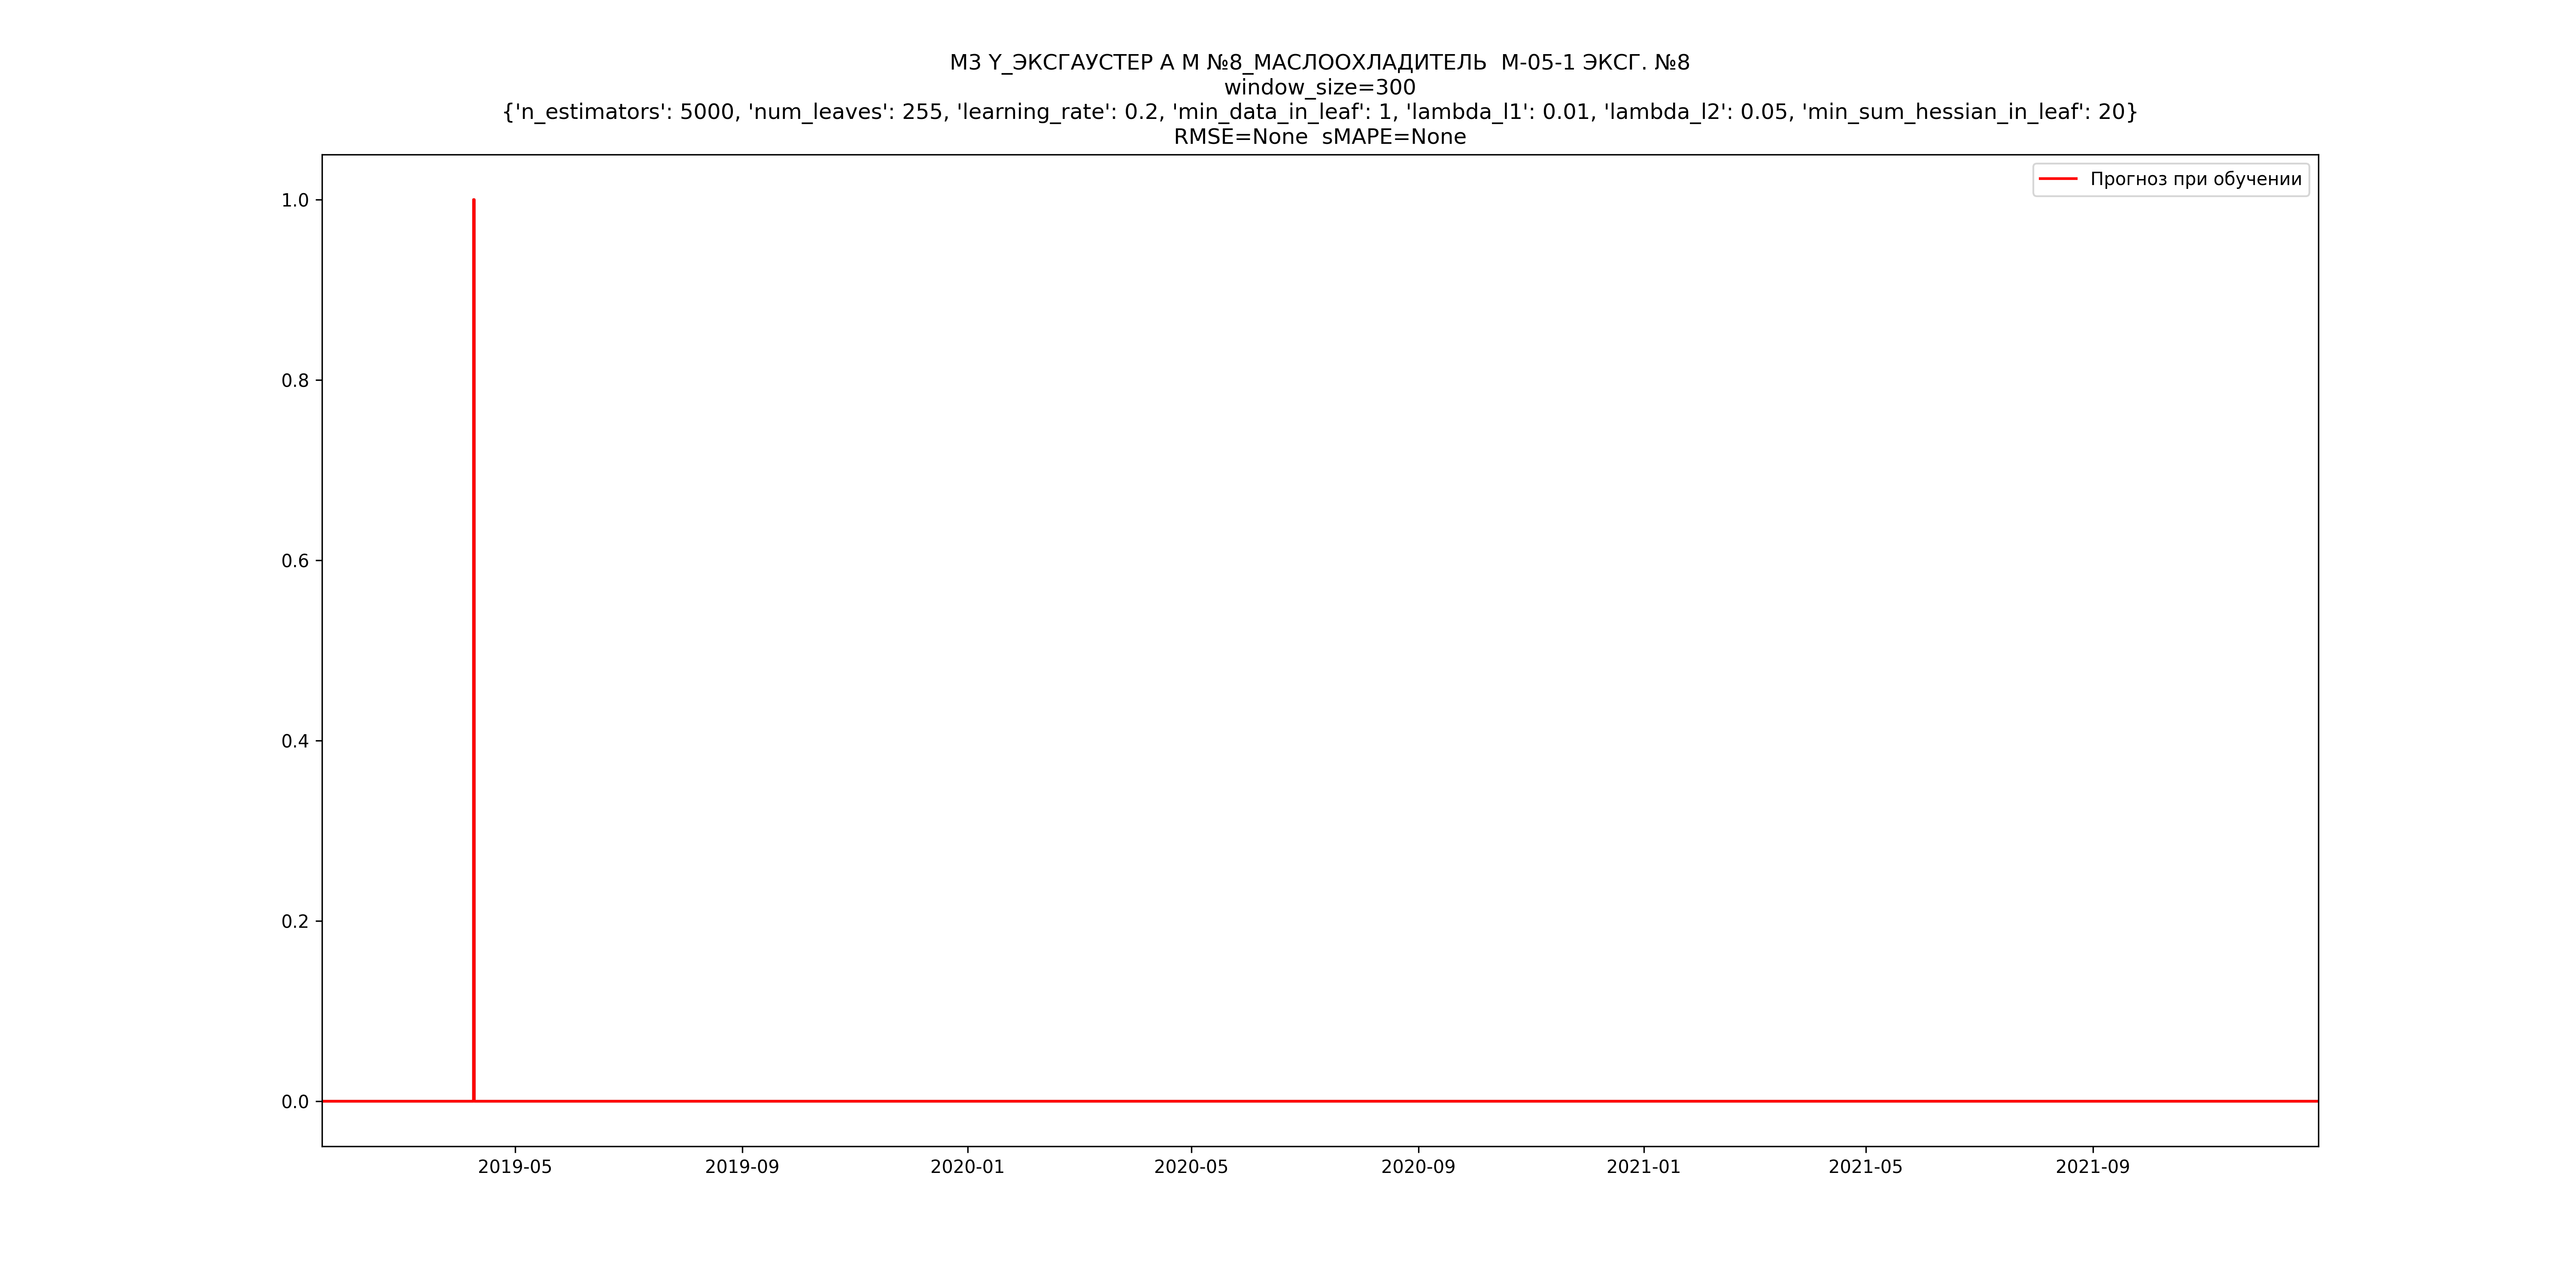 М3 Y_ЭКСГАУСТЕР А М №8_МАСЛООХЛАДИТЕЛЬ  М-05-1 ЭКСГ. №8
window_size=300
{'n_estimators': 5000, 'num_leaves': 255, 'learning_rate': 0.2, 'min_data_in_leaf': 1, 'lambda_l1': 0.01, 'lambda_l2': 0.05, 'min_sum_hessian_in_leaf': 20}
RMSE=None  sMAPE=None
Прогноз при обучении
1.0
0.8
0.6
0.4
0.2
0.0
2019-05 2019-09 2020-01 2020-05 2020-09 2021-01 2021-05 2021-09